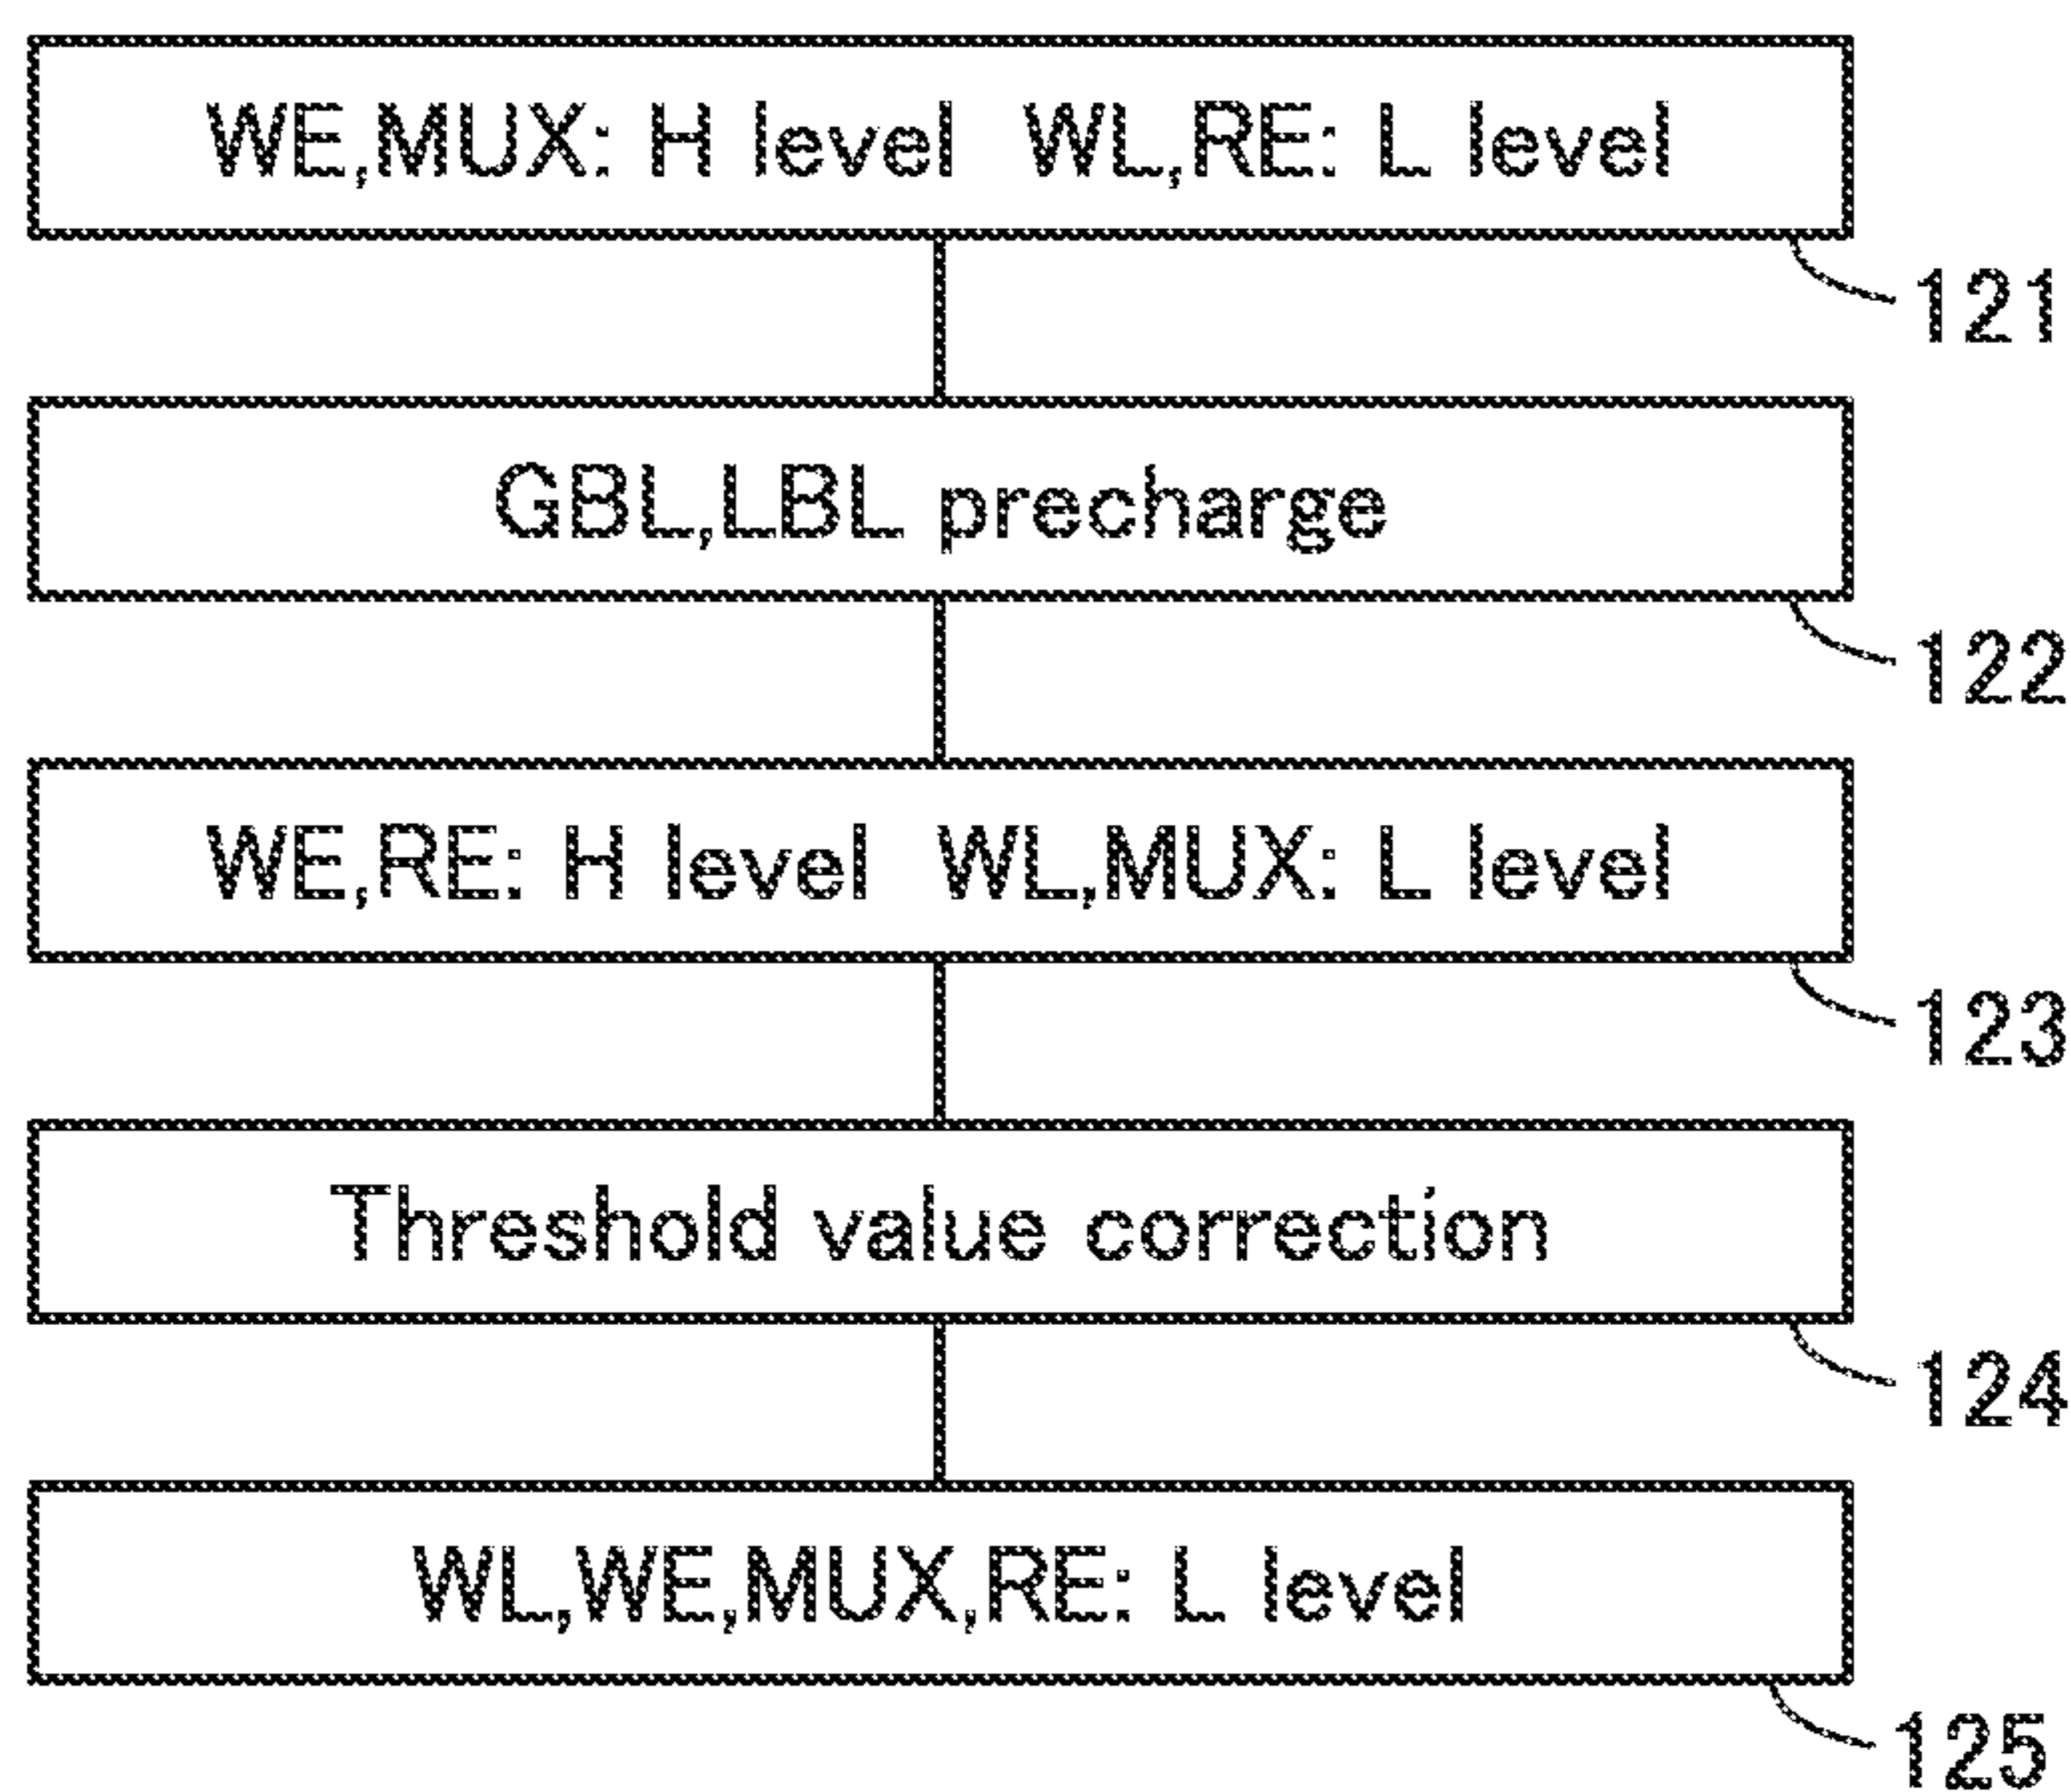 WE,MUX: H level WL,RE: L level
121
GBL,LBL precharge
122
WE,RE: H level WL,MUX: L level
123
Threshold value correction
124
WL,WE,MUX,RE: L level
125